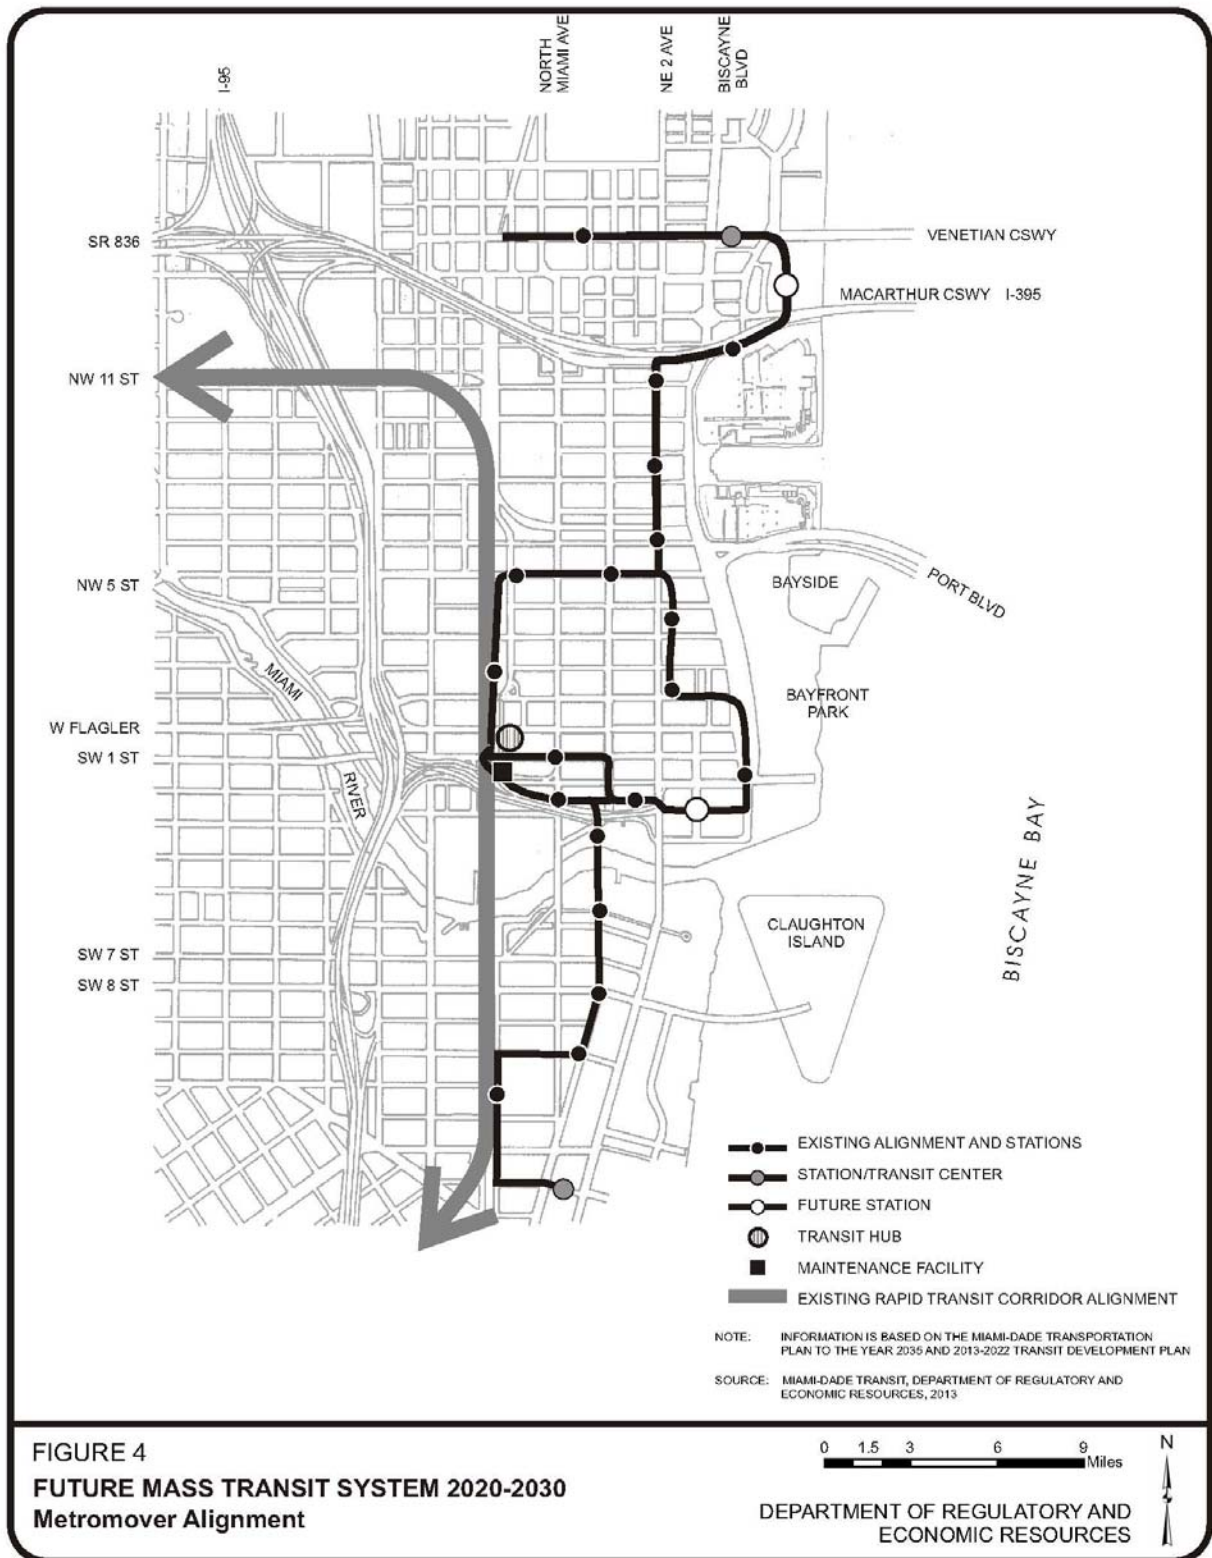 I-95
NORTH
MIAMI AVE
NE 2 AVE
BISCAYNE
BLVD
SR 836
VENETIAN CSWY
MACARTHUR CSWY I-395
NW 11 ST
NW 5 ST
BAYSIDE
PORT BLVD
MIAMI
RIVER
BAYFRONT
PARK
W FLAGLER
SW 1 ST
BISCAYNE BAY
CLAUGHTON
ISLAND
SW 7 ST
SW 8 ST
EXISTING ALIGNMENT AND STATIONS
STATION/TRANSIT CENTER
FUTURE STATION
TRANSIT HUB
MAINTENANCE FACILITY
EXISTING RAPID TRANSIT CORRIDOR ALIGNMENT
NOTE: INFORMATION IS BASED ON THE MIAMI-DADE TRANSPORTATION
PLAN TO THE YEAR 2035 AND 2013-2022 TRANSIT DEVELOPMENT PLAN
SOURCE: MIAMI-DADE TRANSIT, DEPARTMENT OF REGULATORY AND
ECONOMIC RESOURCES, 2013
FIGURE 4
FUTURE MASS TRANSIT SYSTEM 2020-2030
Metromover Alignment
0 1.5 3 6 9
Miles
N
DEPARTMENT OF REGULATORY AND
ECONOMIC RESOURCES